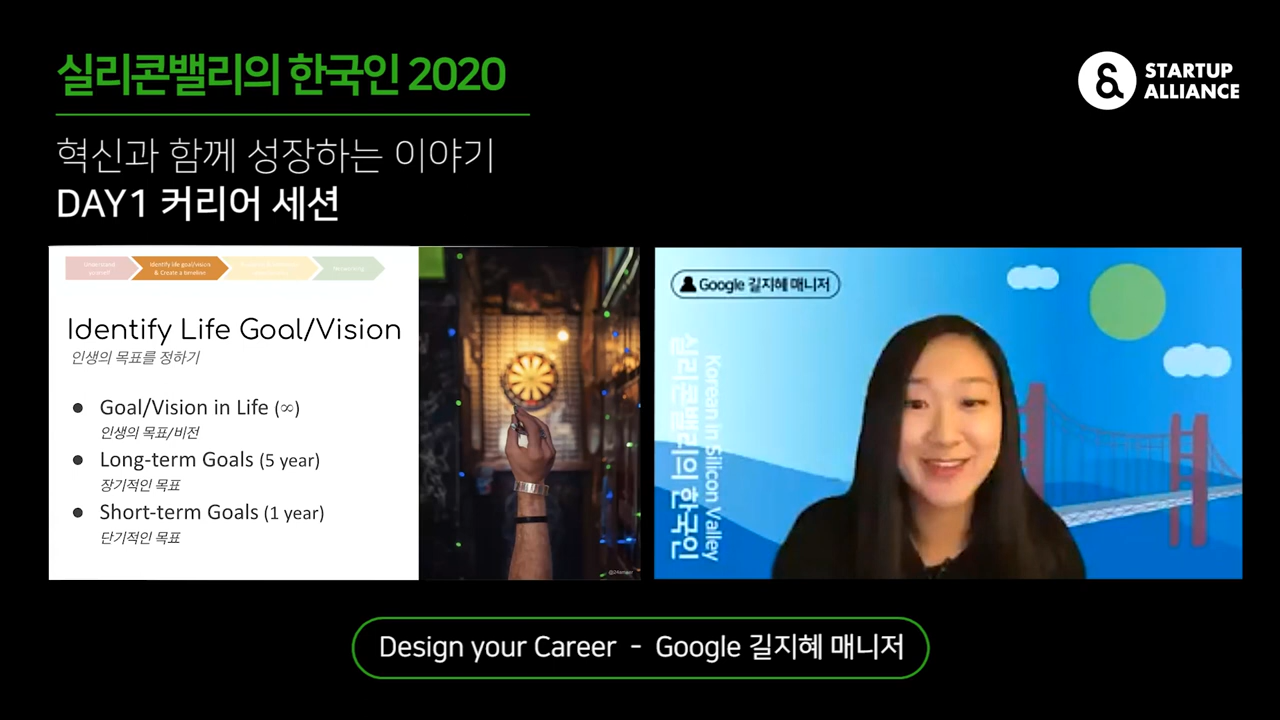 실리콘밸리의 한국인 2020
STARTUP
ALLIANCE
혁신과 함께 성장하는 이야기
DAY1 커리어 세션
Understand
yourself
Identify life goal/vision
& Create a timeline
Networking
Identify Life Goal/Vision
인생의 목표를 정하기
● Goal/Vision in Life (∞)
인생의 목표/비전
● Long-term Goals (5 year)
장기적인 목표
● Short-term Goals (1 year)
단기적인 목표
Google 길지혜 매니저
Korean in Silicon Valley
실리콘밸리의 한국인
Design your Career - Google 길지혜 매니저